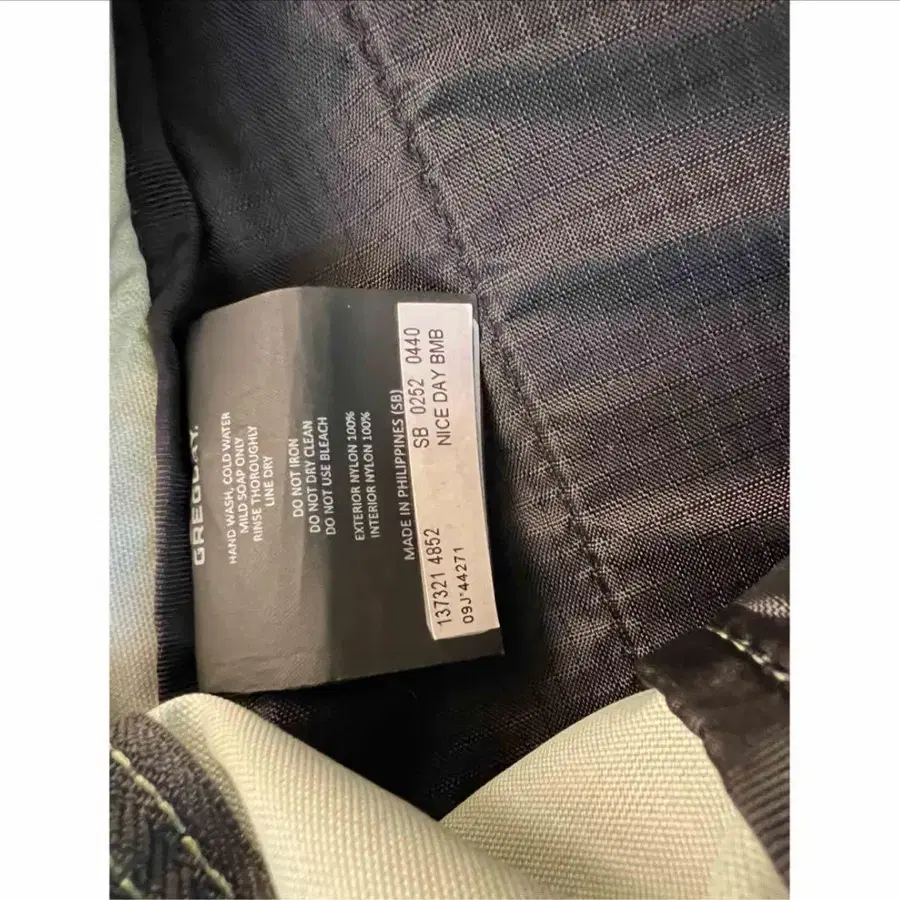 GREGORY.
HAND WASH, COLD WATER
MILD SOAP ONLY
RINSE THOROUGHLY
LINE DRY
DO NOT IRON
DO NOT DRY CLEAN
DO NOT USE BLEACH
EXTERIOR NYLON 100%
INTERIOR NYLON 100%
MADE IN PHILIPPINES (SB)
137321 4852 SB 0252 0440
09J*44271 NICE DAY BMB